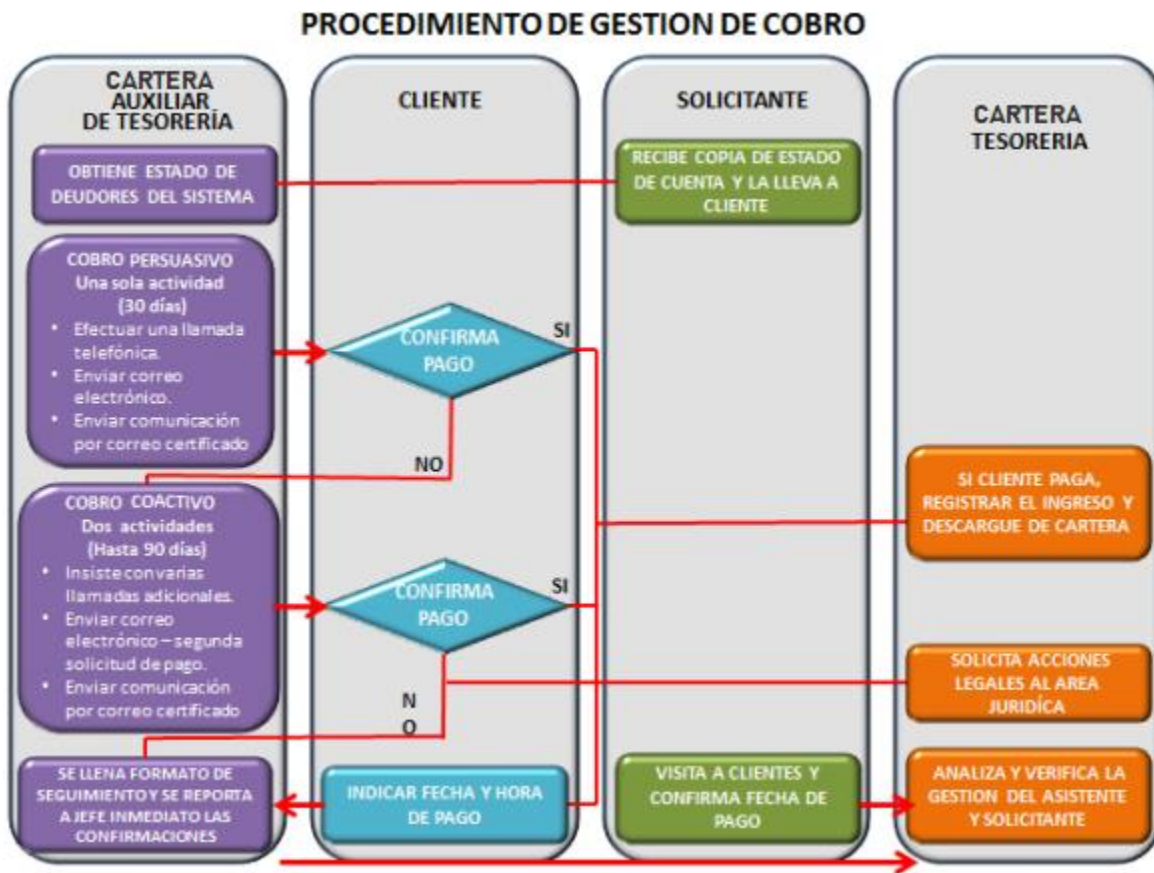 PROCEDIMIENTO DE GESTION DE COBRO
CARTERA
AUXILIAR
DE TESORERÍA
OBTIENE ESTADO DE
DEUDORES DEL SISTEMA
COBRO PERSUASIVO
Una sola actividad
(30 días)
• Efectuar una llamada
telefónica.
• Enviar correo
electrónico.
• Enviar comunicación
por correo certificado
COBRO COACTIVO
Dos actividades
(Hasta 90 días)
• Insiste con varias
llamadas adicionales.
• Enviar correo
electrónico – segunda
solicitud de pago.
• Enviar comunicación
por correo certificado
SE LLENA FORMATO DE
SEGUIMIENTO Y SE REPORTA
A JEFE INMEDIATO LAS
CONFIRMACIONES
CLIENTE
CONFIRMA
PAGO
SI
NO
CONFIRMA
PAGO
SI
N
O
INDICAR FECHA Y HORA
DE PAGO
SOLICITANTE
RECIBE COPIA DE ESTADO
DE CUENTA Y LA LLEVA A
CLIENTE
VISITA A CLIENTES Y
CONFIRMA FECHA DE
PAGO
CARTERA
TESORERIA
SI CLIENTE PAGA,
REGISTRAR EL INGRESO Y
DESCARGUE DE CARTERA
SOLICITA ACCIONES
LEGALES AL AREA
JURIDÍCA
ANALIZA Y VERIFICA LA
GESTION DEL ASISTENTE
Y SOLICITANTE